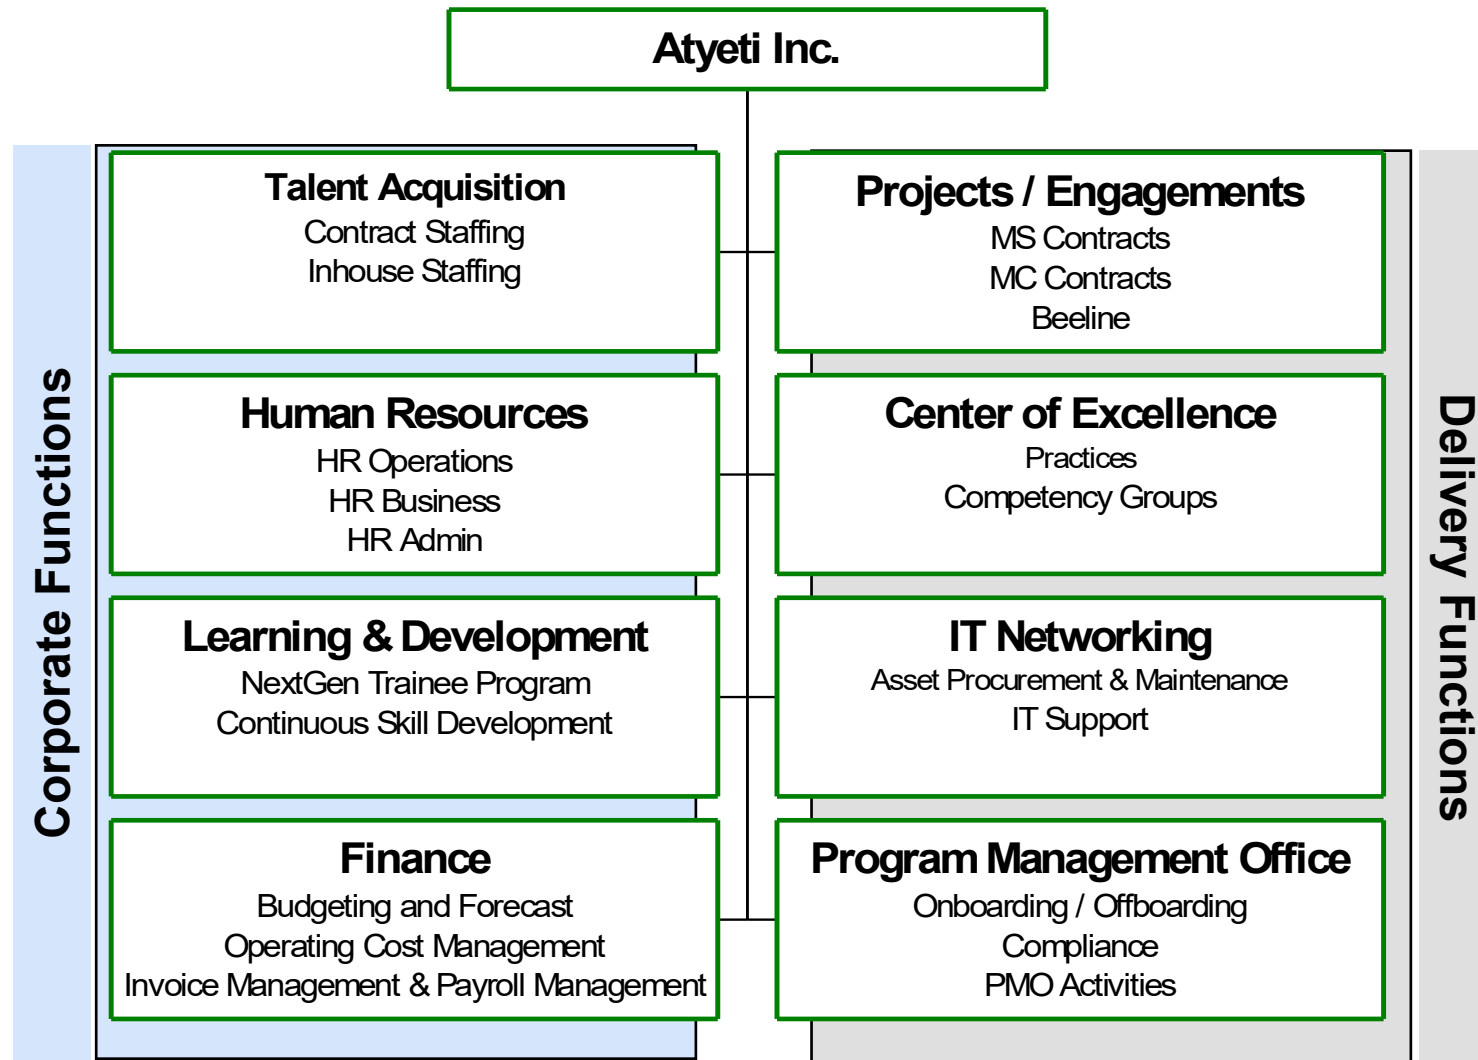 Atyeti Inc.
Corporate Functions
Talent Acquisition
Contract Staffing
Inhouse Staffing
Human Resources
HR Operations
HR Business
HR Admin
Learning & Development
NextGen Trainee Program
Continuous Skill Development
Finance
Budgeting and Forecast
Operating Cost Management
Invoice Management & Payroll Management
Projects / Engagements
MS Contracts
MC Contracts
Beeline
Center of Excellence
Practices
Competency Groups
IT Networking
Asset Procurement & Maintenance
IT Support
Program Management Office
Onboarding / Offboarding
Compliance
PMO Activities
Delivery Functions